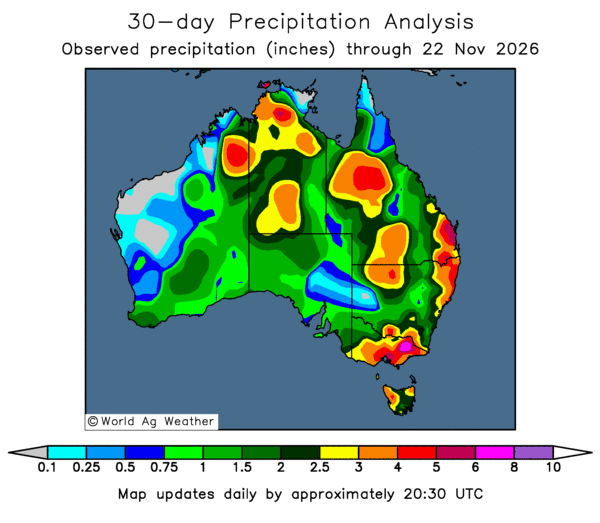 30-day Precipitation Analysis
Observed precipitation (inches) through 22 Nov 2026
©World Ag Weather
0.1 0.25 0.5 0.75 1 1.5 2 2.5 3 4 5 6 8 10
Map updates daily by approximately 20:30 UTC